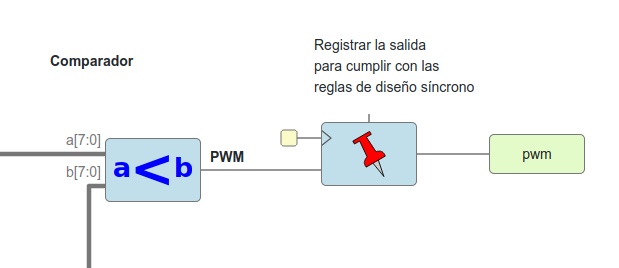 Registrar la salida
para cumplir con las
reglas de diseño síncrono
Comparador
a[7:0]
b[7:0]
a<b
PWM
pwm